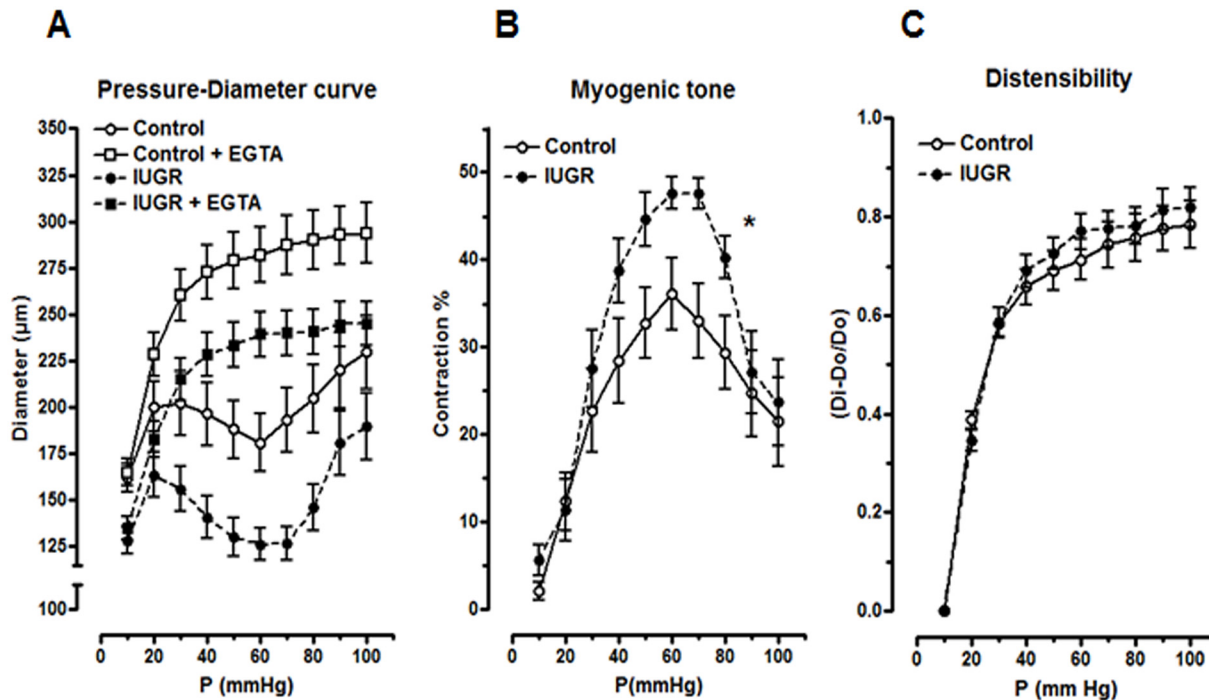 A
B
C
Pressure-Diameter curve
Myogenic tone
Distensibility
Control
Control + EGTA
IUGR
IUGR + EGTA
Diameter (µm)
350
325
300
275
250
225
200
175
150
125
100
0 20 40 60 80 100
P (mmHg)
Control
IUGR
Contraction %
50
40
30
20
10
0
*
0 20 40 60 80 100
P(mmHg)
Control
IUGR
(Di-Do/Do)
1.0
0.8
0.6
0.4
0.2
0.0
0 20 40 60 80 100
P (mm Hg)